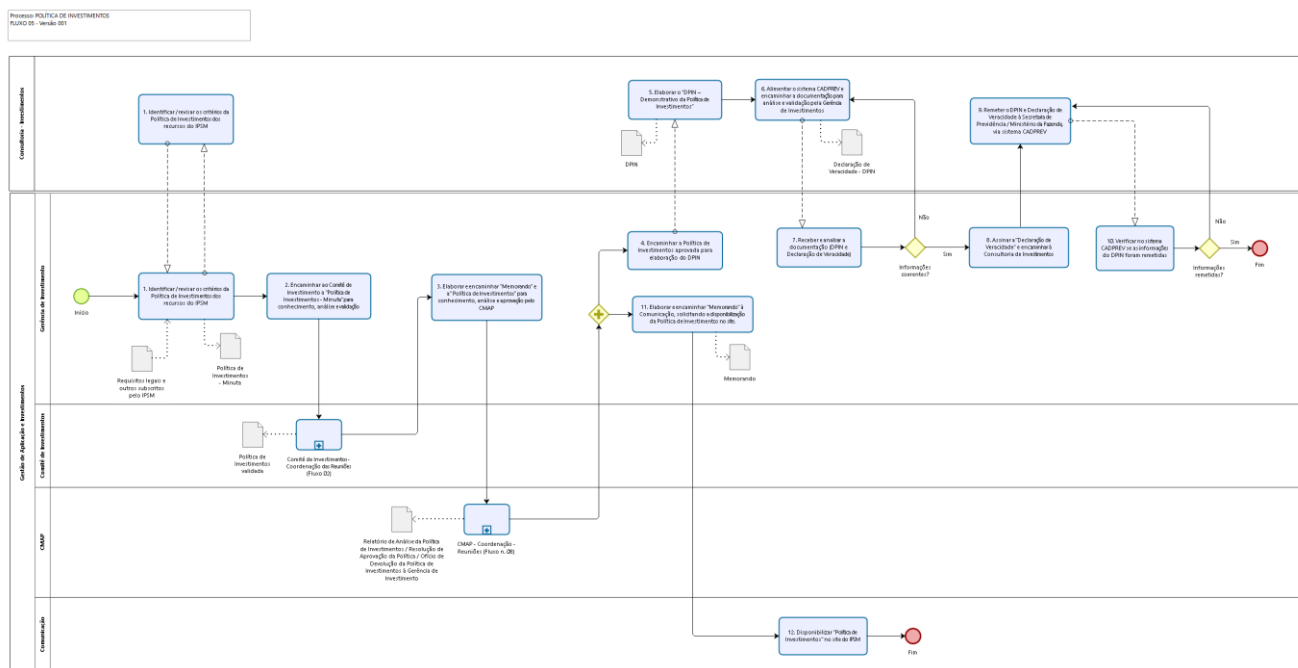 Processo: POLÍTICA DE INVESTIMENTOS
FLUXO 05 - Versão 001
Consultoria - Investimentos
1. Identificar/revisar os critérios da
Política de Investimentos dos
recursos do IPSM
5. Elaborar o "DPIN –
Demonstrativo da Política de
Investimentos"
DPIN
6. Alimentar o sistema CADPREV e
encaminhar a documentação para
análise e validação pela Gerência
de Investimentos
Declaração de
Veracidade - DPIN
9. Remeter o DPIN e Declaração de
Veracidade à Secretaria de
Previdência / Ministério da Fazenda,
via sistema CADPREV
Gestão de Aplicação e Investimentos
Gerência de Investimento
Início
1. Identificar/revisar os critérios da
Política de Investimentos dos
recursos do IPSM
Requisitos legais e
outros subscritos
pelo IPSM
Política de
Investimentos
- Minuta
2. Encaminhar ao Comitê de
Investimento a "Política de
Investimentos - Minuta" para
conhecimento, análise e validação
3. Elaborar e encaminhar "Memorando" e
a "Política de Investimentos" para
conhecimento, análise e aprovação pelo
CMAP
4. Encaminhar a Política de
Investimentos aprovada para
elaboração do DPIN
11. Elaborar e encaminhar "Memorando" à
Comunicação, solicitando a disponibilização
da Política de Investimento no site.
Memorando
7. Receber e analisar a
documentação (DPIN e
Declaração de Veracidade)
Não
Sim
Informações
coerentes?
8. Assinar a "Declaração de
Veracidade" e encaminhar à
Consultoria de Investimentos
10. Verificar no sistema
CADPREV se as informações
do DPIN foram remetidas
Não
Sim
Informações
remetidas?
Fim
Comitê de Investimentos
Política de
Investimentos
validada
Comitê de Investimentos -
Coordenação das Reuniões
(Fluxo 02)
CMAP
Relatório de Análise da Política
de Investimentos / Resolução de
Aprovação da Política / Ofício de
Devolução da Política de
Investimentos à Gerência de
Investimento
CMAP - Coordenação -
Reuniões (Fluxo n. 08)
Comunicação
12. Disponibilizar "Política de
Investimentos" no site do IPSM
Fim